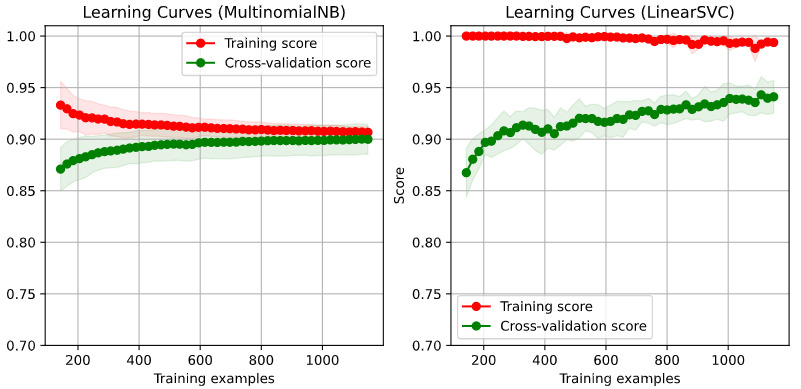 Learning Curves (MultinomialNB)
1.00
0.95
0.90
0.85
0.80
0.75
0.70
200
400
600
800
1000
Training examples
Training score
Cross-validation score
Learning Curves (LinearSVC)
Score
1.00
0.95
0.90
0.85
0.80
0.75
0.70
200
400
600
800
1000
Training examples
Training score
Cross-validation score